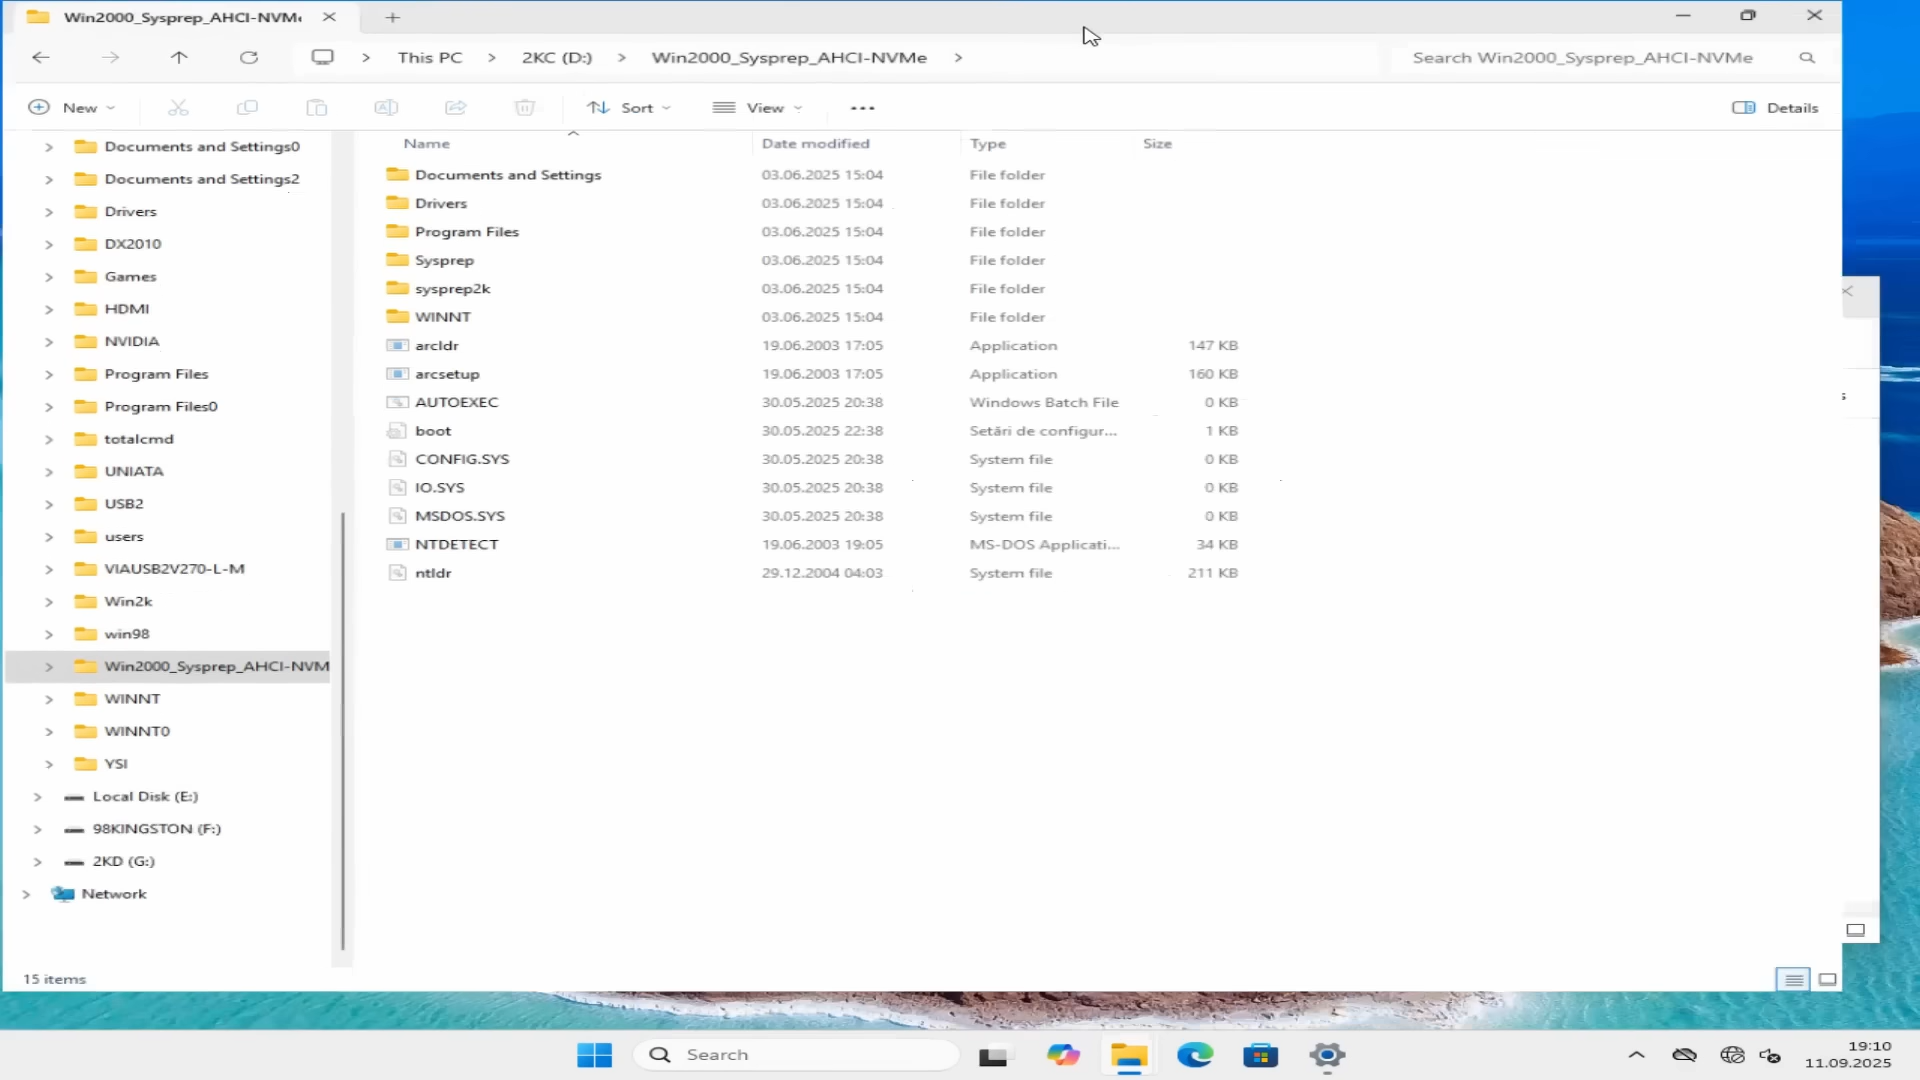 Win2000_Sysprep_AHCI-NVMe
This PC
2KC (D:)
Win2000_Sysprep_AHCI-NVMe
Search Win2000_Sysprep_AHCI-NVMe
New
Sort
View
Details
Documents and Settings0
Documents and Settings2
Drivers
DX2010
Games
HDMI
NVIDIA
Program Files
Program Files0
totalcmd
UNIATA
USB2
users
VIAUSB2V270-L-M
Win2k
win98
Win2000_Sysprep_AHCI-NVM
WINNT
WINNT0
YSI
Local Disk (E:)
98KINGSTON (F:)
2KD (G:)
Network
Name Date modified Type Size
Documents and Settings 03.06.2025 15:04 File folder
Drivers 03.06.2025 15:04 File folder
Program Files 03.06.2025 15:04 File folder
Sysprep 03.06.2025 15:04 File folder
sysprep2k 03.06.2025 15:04 File folder
WINNT 03.06.2025 15:04 File folder
arcldr 19.06.2003 17:05 Application 147 KB
arcsetup 19.06.2003 17:05 Application 160 KB
AUTOEXEC 30.05.2025 20:38 Windows Batch File 0 KB
boot 30.05.2025 22:38 Setări de configur... 1 KB
CONFIG.SYS 30.05.2025 20:38 System file 0 KB
IO.SYS 30.05.2025 20:38 System file 0 KB
MSDOS.SYS 30.05.2025 20:38 System file 0 KB
NTDETECT 19.06.2003 19:05 MS-DOS Applicati... 34 KB
ntldr 29.12.2004 04:03 System file 211 KB
15 items
Search
19:10
11.09.2025